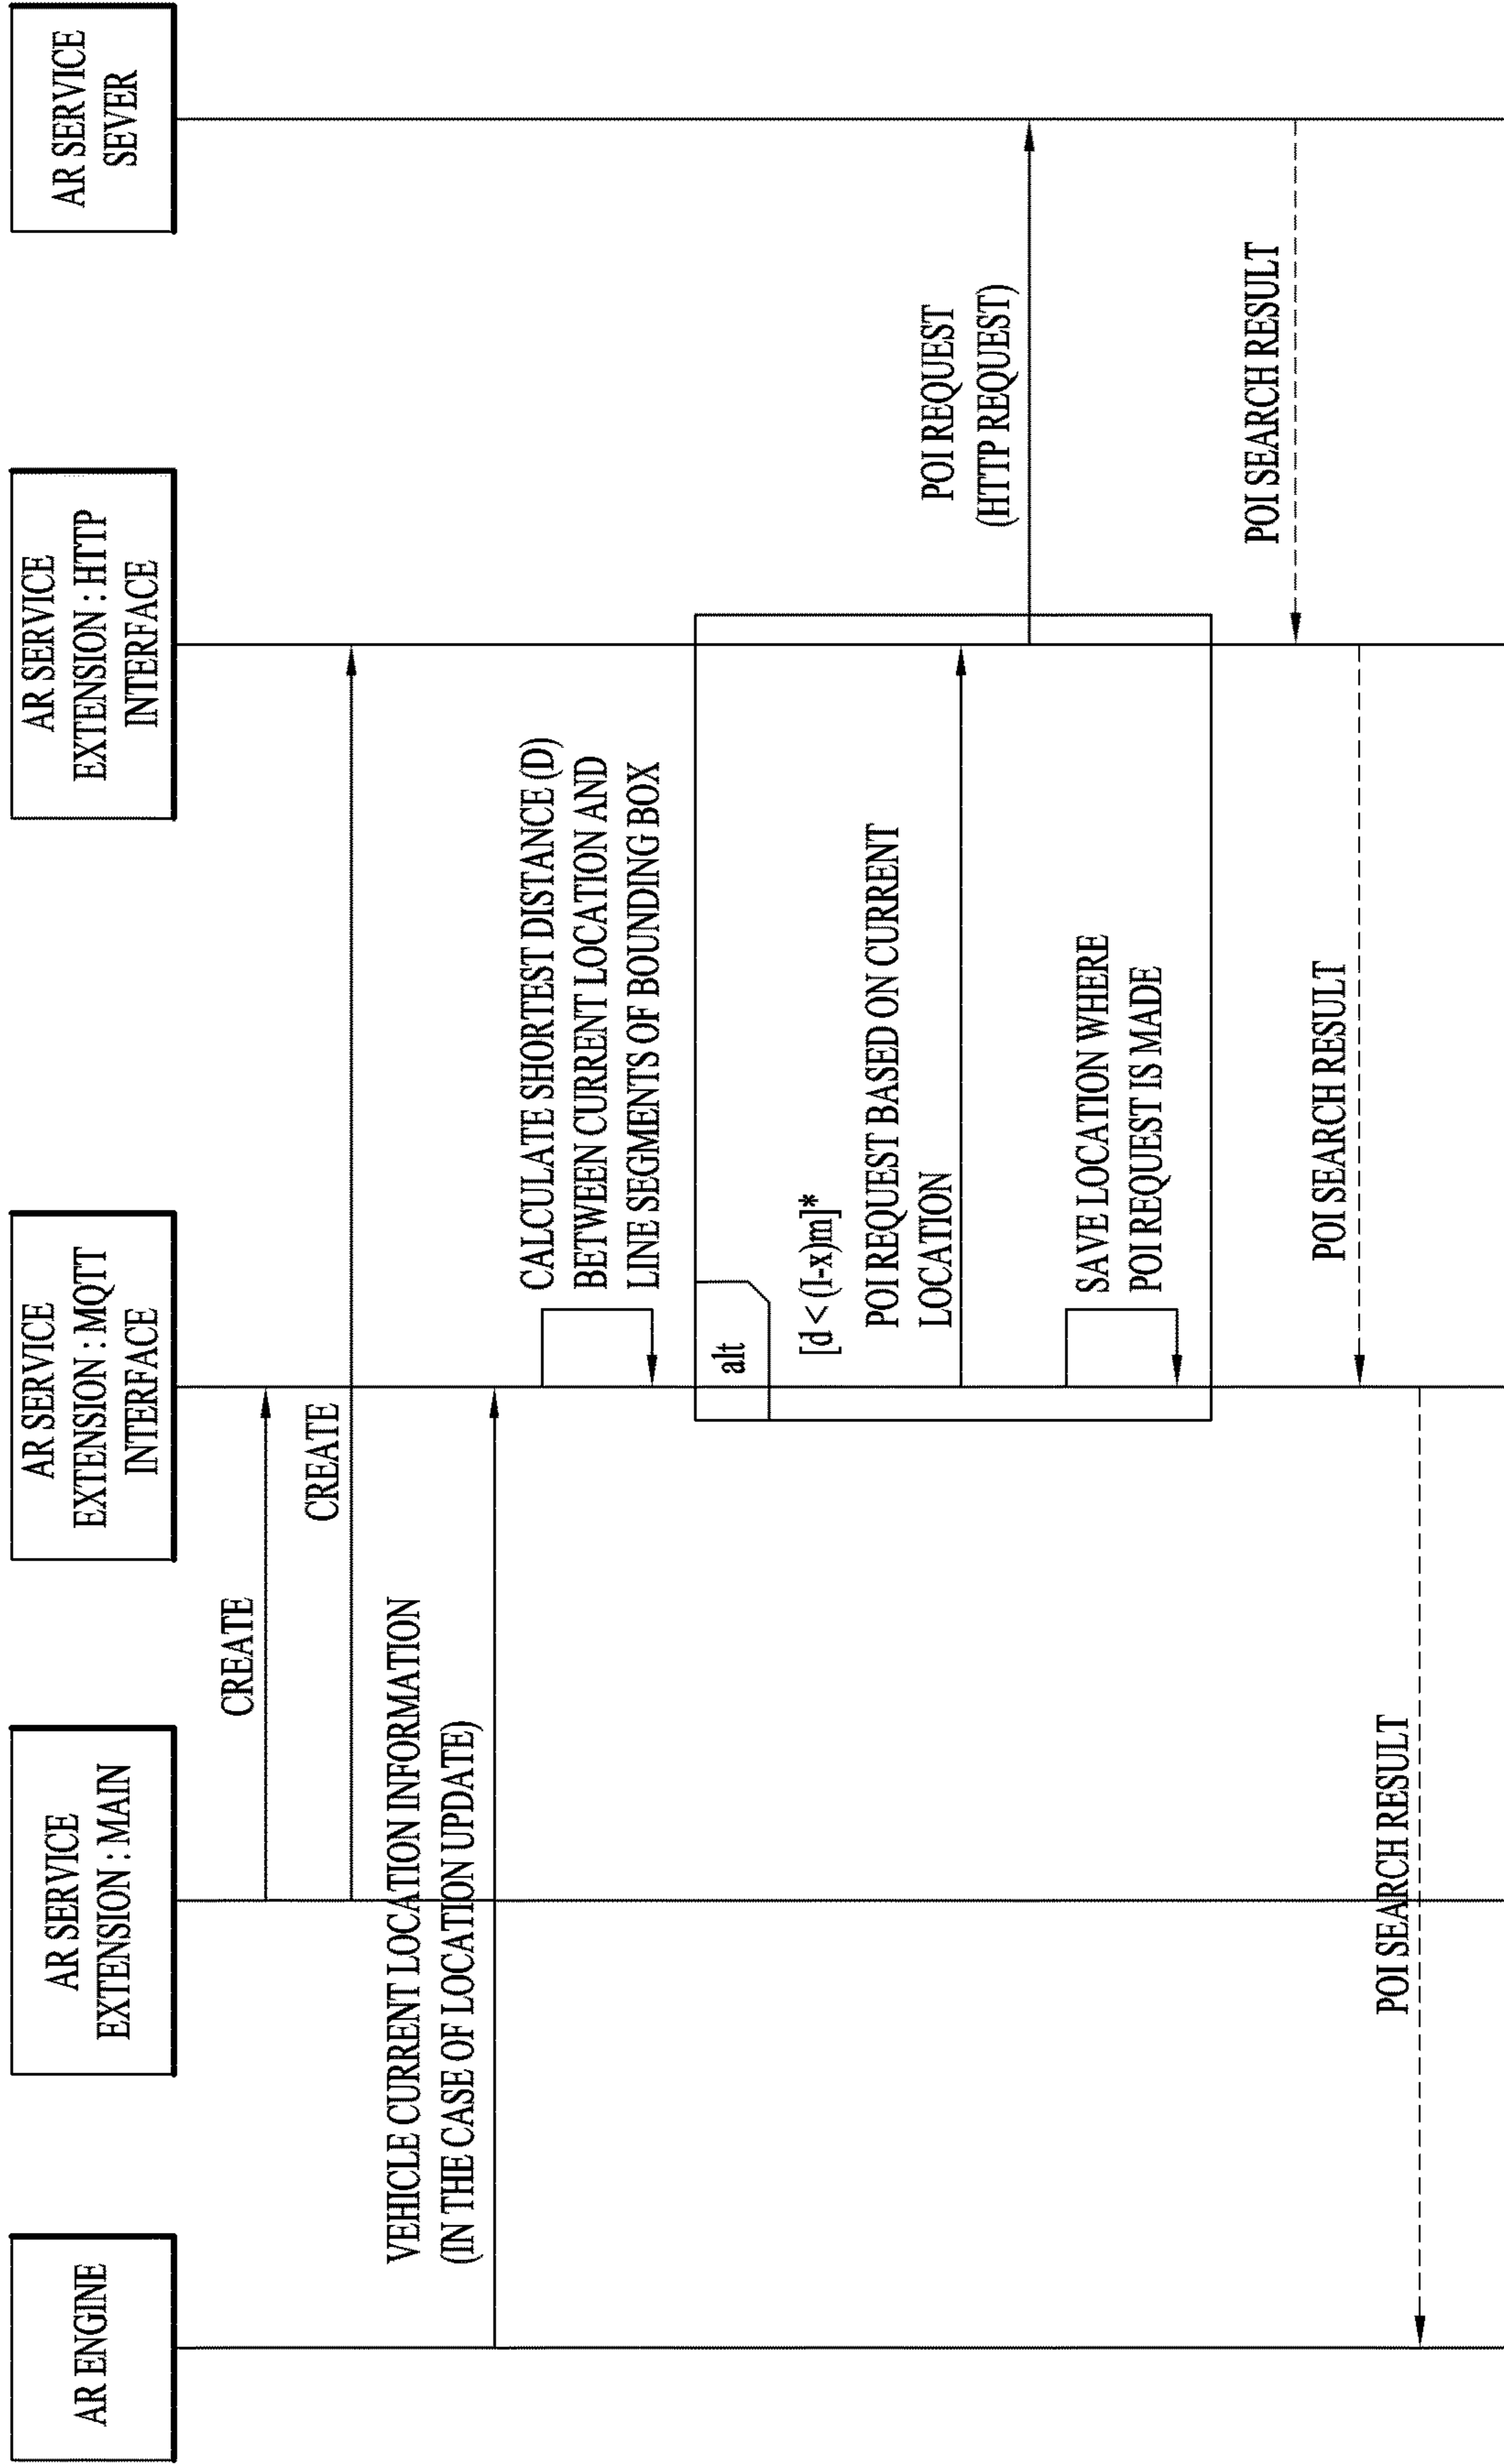 AR ENGINE
AR SERVICE
EXTENSION : MAIN
AR SERVICE
EXTENSION : MQTT
INTERFACE
AR SERVICE
EXTENSION : HTTP
INTERFACE
AR SERVICE
SEVER
CREATE
CREATE
VEHICLE CURRENT LOCATION INFORMATION
(IN THE CASE OF LOCATION UPDATE)
CALCULATE SHORTEST DISTANCE (D)
BETWEEN CURRENT LOCATION AND
LINE SEGMENTS OF BOUNDING BOX
alt
[d < (I-x)m]*
POI REQUEST BASED ON CURRENT
LOCATION
POI REQUEST
(HTTP REQUEST)
SAVE LOCATION WHERE
POI REQUEST IS MADE
POI SEARCH RESULT
POI SEARCH RESULT
POI SEARCH RESULT